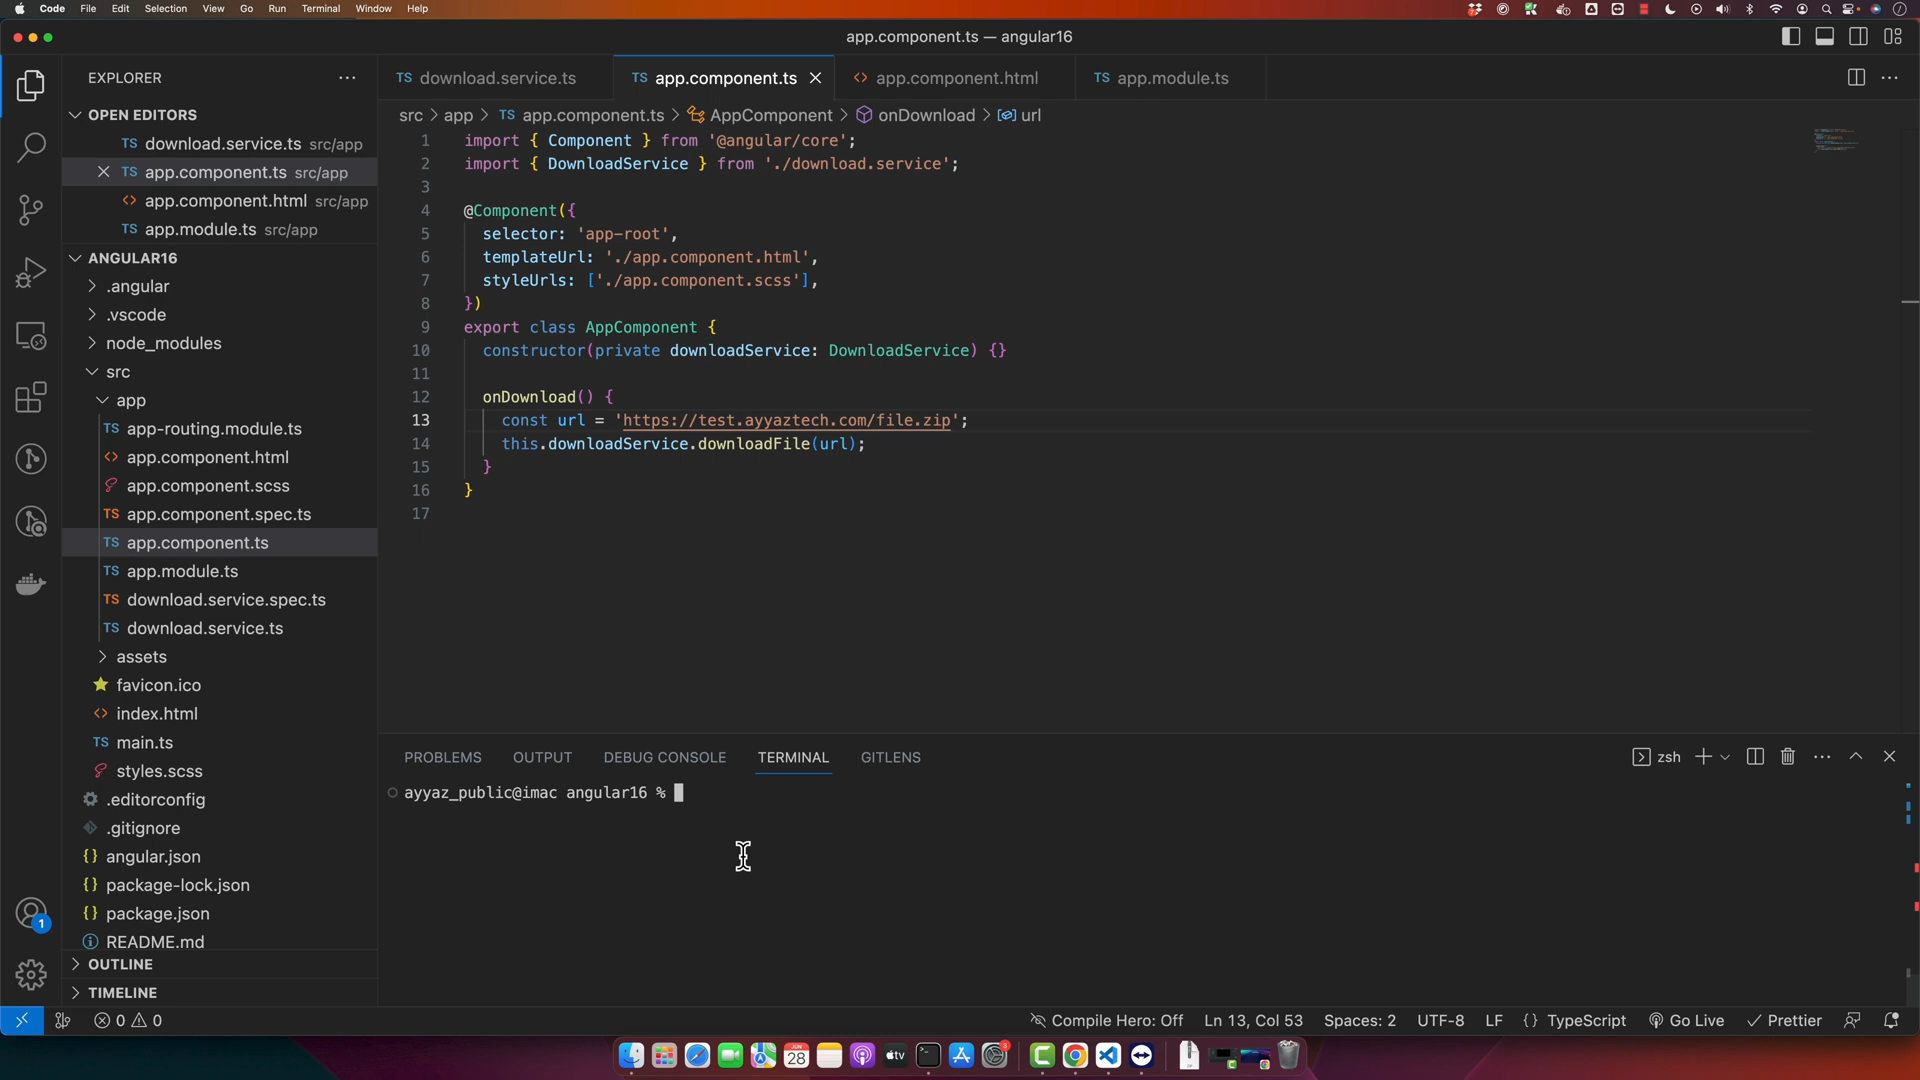 Code File Edit Selection View Go Run Terminal Window Help
app.component.ts — angular16
EXPLORER
OPEN EDITORS
TS download.service.ts src/app
TS app.component.ts src/app
<> app.component.html src/app
TS app.module.ts src/app
ANGULAR16
.angular
.vscode
node_modules
src
app
TS app-routing.module.ts
<> app.component.html
app.component.scss
TS app.component.spec.ts
TS app.component.ts
TS app.module.ts
TS download.service.spec.ts
TS download.service.ts
assets
favicon.ico
<> index.html
TS main.ts
styles.scss
.editorconfig
.gitignore
{} angular.json
{} package-lock.json
{} package.json
README.md
OUTLINE
TIMELINE
1
TS download.service.ts TS app.component.ts <> app.component.html TS app.module.ts
src > app > TS app.component.ts > AppComponent > onDownload > url
1 import { Component } from '@angular/core';
2 import { DownloadService } from './download.service';
3
4 @Component({
5 selector: 'app-root',
6 templateUrl: './app.component.html',
7 styleUrls: ['./app.component.scss'],
8 })
9 export class AppComponent {
10 constructor(private downloadService: DownloadService) {}
11
12 onDownload() {
13 const url = 'https://test.ayyaztech.com/file.zip';
14 this.downloadService.downloadFile(url);
15 }
16 }
17
PROBLEMS OUTPUT DEBUG CONSOLE TERMINAL GITLENS
zsh
ayyaz_public@imac angular16 %
0 0
Compile Hero: Off Ln 13, Col 53 Spaces: 2 UTF-8 LF {} TypeScript Go Live Prettier
JUN
28
tv
3